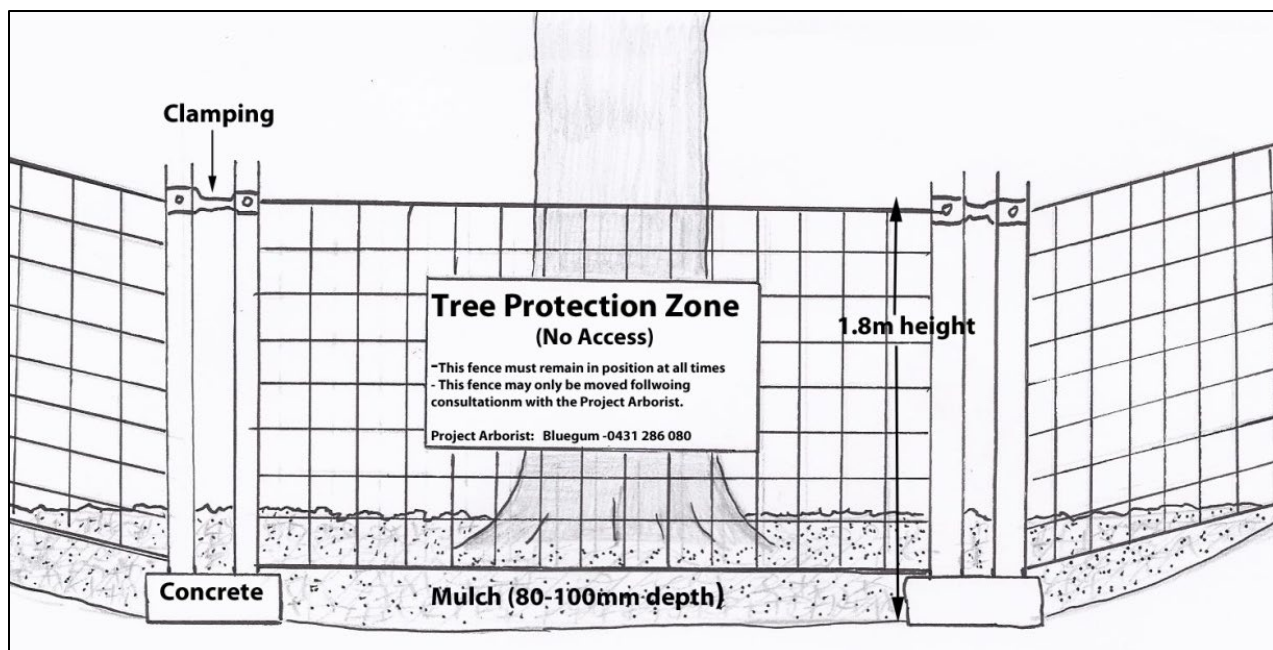 Clamping
Tree Protection Zone
(No Access)
1.8m height
-This fence must remain in position at all times
- This fence may only be moved follwoing
consultationm with the Project Arborist.
Project Arborist: Bluegum -0431 286 080
Concrete
Mulch (80-100mm depth)